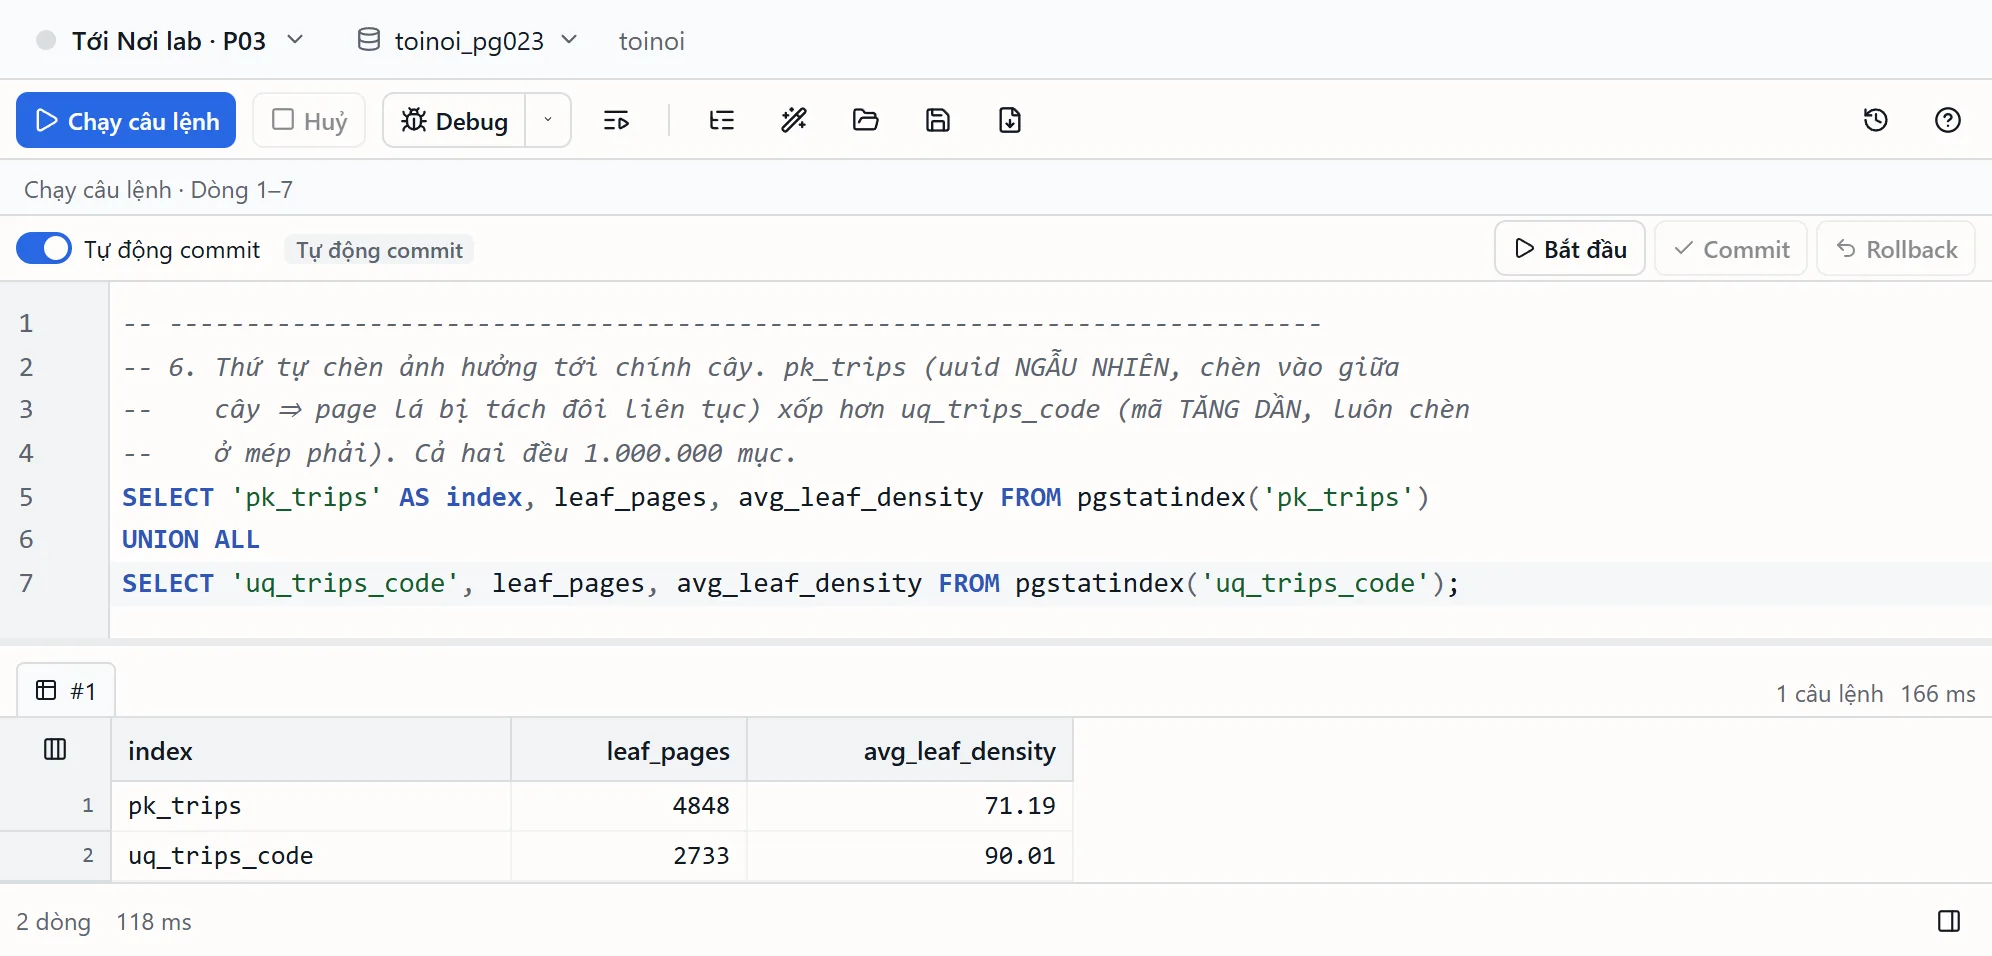 Tới Nơi lab · P03 toinoi_pg023 toinoi
Chạy câu lệnh Huỷ Debug
Chạy câu lệnh · Dòng 1–7
Tự động commit Tự động commit Bắt đầu Commit Rollback
1 -- ---------------------------------------------------------------------------
2 -- 6. Thứ tự chèn ảnh hưởng tới chính cây. pk_trips (uuid NGẪU NHIÊN, chèn vào giữa
3 --    cây ⇒ page lá bị tách đôi liên tục) xốp hơn uq_trips_code (mã TĂNG DẦN, luôn chèn
4 --    ở mép phải). Cả hai đều 1.000.000 mục.
5 SELECT 'pk_trips' AS index, leaf_pages, avg_leaf_density FROM pgstatindex('pk_trips')
6 UNION ALL
7 SELECT 'uq_trips_code', leaf_pages, avg_leaf_density FROM pgstatindex('uq_trips_code');
#1 1 câu lệnh 166 ms
index leaf_pages avg_leaf_density
1 pk_trips 4848 71.19
2 uq_trips_code 2733 90.01
2 dòng 118 ms